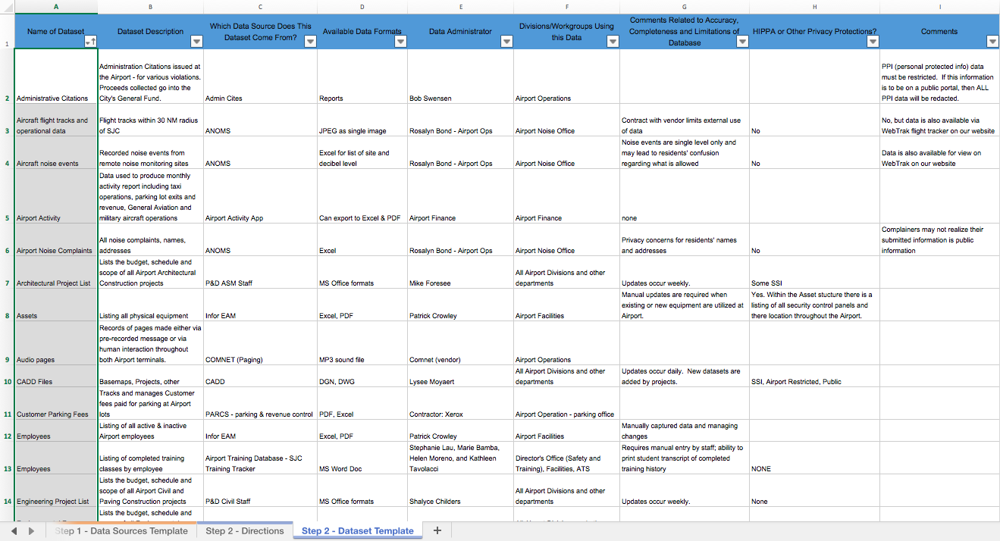 A B C D E F G H I
1
Name of Dataset
Dataset Description
Which Data Source Does This
Dataset Come From?
Available Data Formats
Data Administrator
Divisions/Workgroups Using
this Data
Comments Related to Accuracy,
Completeness and Limitations of
Database
HIPPA or Other Privacy Protections?
Comments
2
Administrative Citations
Administration Citations issued at
the Airport - for various violations.
Proceeds collected go into the
City's General Fund.
Admin Cites
Reports
Bob Swensen
Airport Operations
PPI (personal protected info) data
must be restricted. If this information
is to be on a public portal, then ALL
PPI data will be redacted.
3
Aircraft flight tracks and
operational data
Flight tracks within 30 NM radius
of SJC
ANOMS
JPEG as single image
Rosalyn Bond - Airport Ops
Airport Noise Office
Contract with vendor limits external use
of data
No
No, but data is also available via
WebTrak flight tracker on our website
4
Aircraft noise events
Recorded noise events from
remote noise monitoring sites
ANOMS
Excel for list of site and
decibel level
Rosalyn Bond - Airport Ops
Airport Noise Office
Noise events are single level only and
may lead to residents' confusion
regarding what is allowed
No
Data is also available for view on
WebTrak on our website
5
Airport Activity
Data used to produce monthly
activity report including taxi
operations, parking lot exits and
revenue, General Aviation and
military aircraft operations
Airport Activity App
Can export to Excel & PDF
Airport Finance
Airport Finance
none
6
Airport Noise Complaints
All noise complaints, names,
addresses
ANOMS
Excel
Rosalyn Bond - Airport Ops
Airport Noise Office
Privacy concerns for residents' names
and addresses
No
Complainers may not realize their
submitted information is public
information
7
Architectural Project List
Lists the budget, schedule and
scope of all Airport Architectural
Construction projects
P&D ASM Staff
MS Office formats
Mike Foresee
All Airport Divisions and other
departments
Updates occur weekly.
Some SSI
8
Assets
Listing all physical equipment
Infor EAM
Excel, PDF
Patrick Crowley
Airport Facilities
Manual updates are required when
existing or new equipment are utilized at
Airport.
Yes. Within the Asset stucture there is a
listing of all security control panels and
there location throughout the Airport.
9
Audio pages
Records of pages made either via
pre-recorded message or via
human interaction throughout
both Airport terminals.
COMNET (Paging)
MP3 sound file
Comnet (vendor)
Airport Operations
10
CADD Files
Basemaps, Projects, other
CADD
DGN, DWG
Lysee Moyaert
All Airport Divisions and other
departments
Updates occur daily. New datasets are
added by projects.
SSI, Airport Restricted, Public
11
Customer Parking Fees
Tracks and manages Customer
fees paid for parking at Airport
lots
PARCS - parking & revenue control
PDF, Excel
Contractor: Xerox
Airport Operation - parking office
12
Employees
Listing of all active & inactive
Airport employees
Infor EAM
Excel, PDF
Patrick Crowley
Airport Facilities
Manually captured data and managing
changes
13
Employees
Listing of completed training
classes by employee
Airport Training Database - SJC
Training Tracker
MS Word Doc
Stephanie Lau, Marie Bamba,
Helen Moreno, and Kathleen
Tavolacci
Director's Office (Safety and
Training), Facilities, ATS
Requires manual entry by staff; ability to
print student transcript of completed
training history
NONE
14
Engineering Project List
Lists the budget, schedule and
scope of all Airport Civil and
Paving Construction projects
P&D Civil Staff
MS Office formats
Shalyce Childers
All Airport Divisions and other
departments
Updates occur weekly.
None
Lists the budget, schedule and
Step 1 - Data Sources Template
Step 2 - Directions
Step 2 - Dataset Template
+